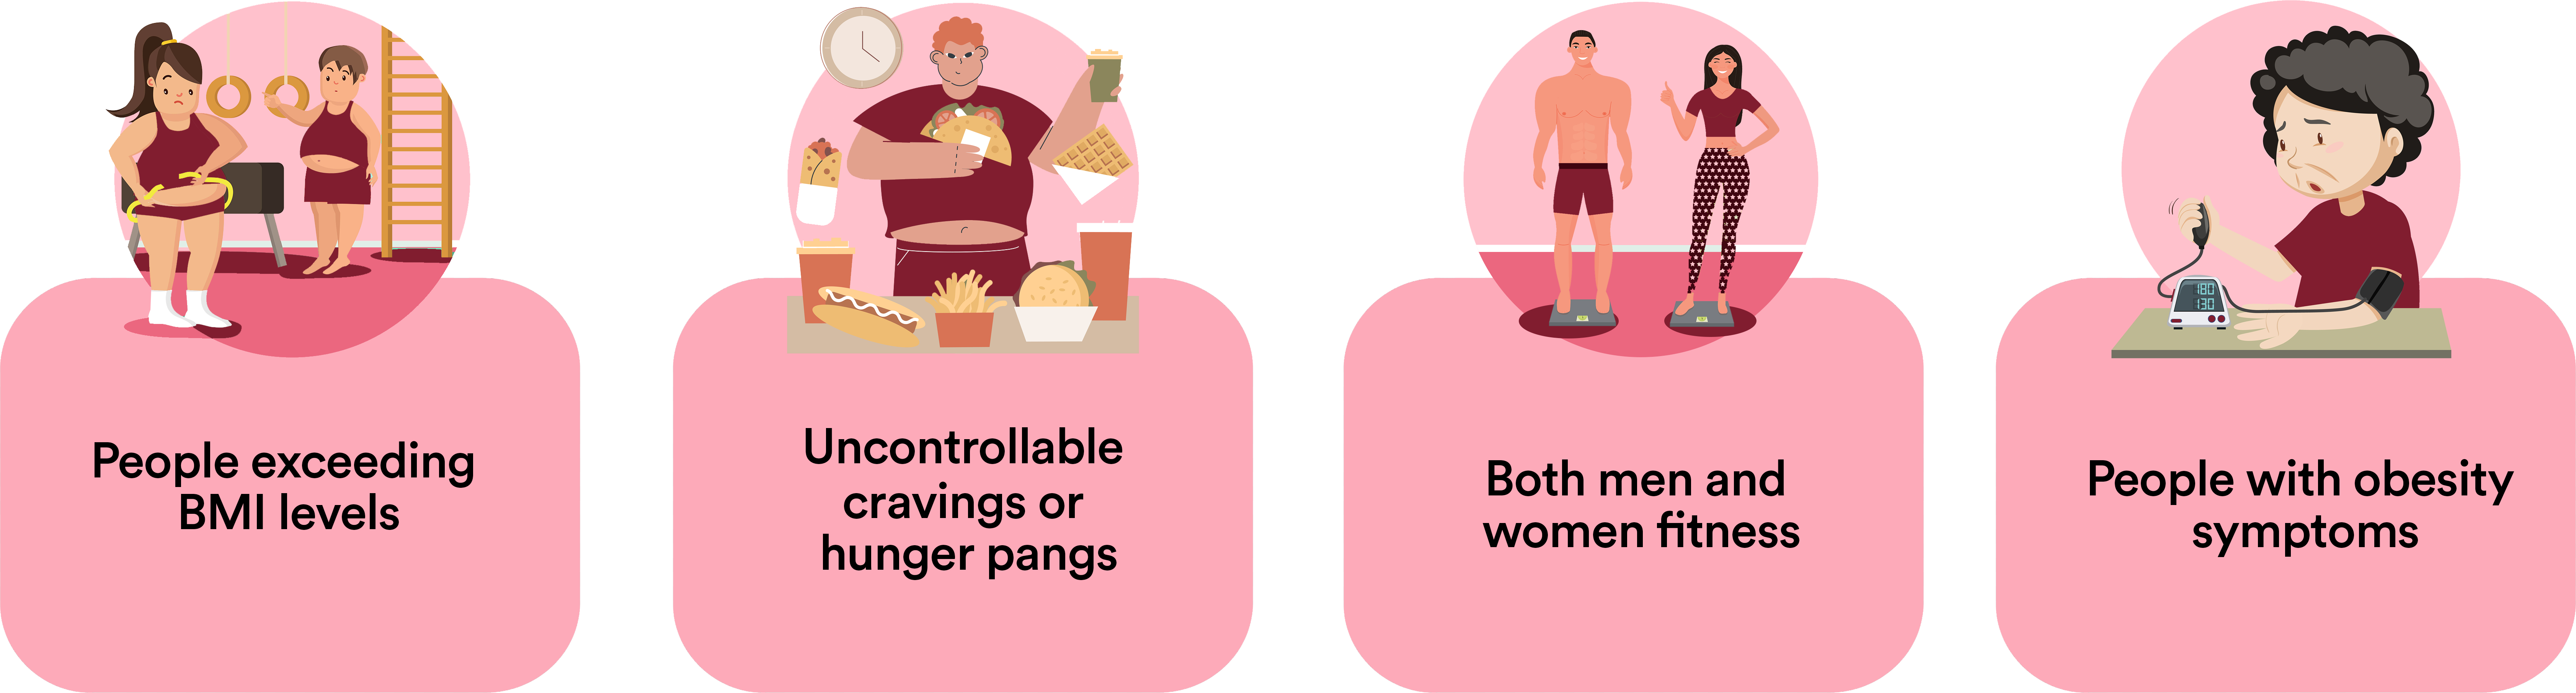 People exceeding
BMI levels
Uncontrollable
cravings or
hunger pangs
Both men and
women fitness
180
130
People with obesity
symptoms